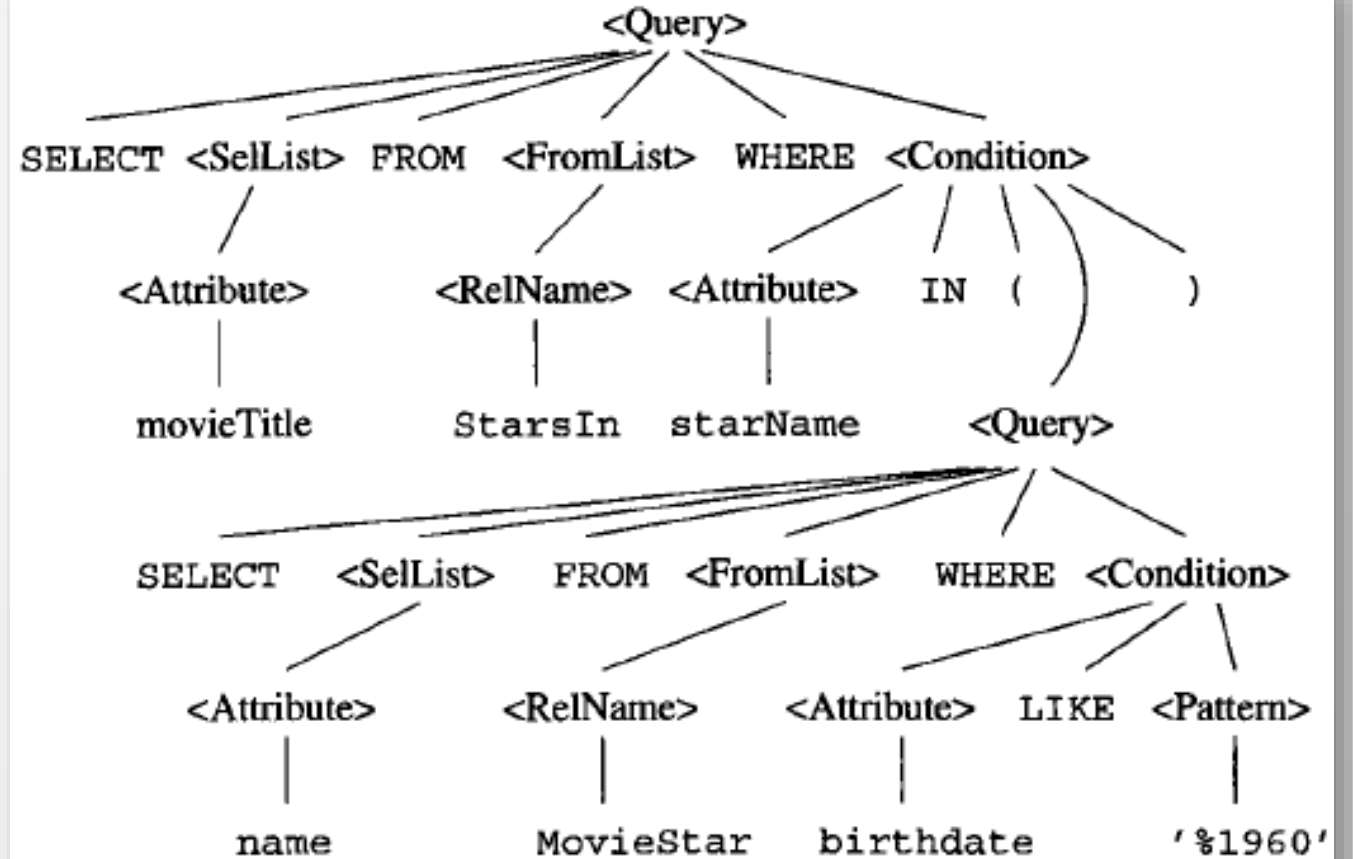 <Query>
SELECT <SelList> FROM <FromList> WHERE <Condition>
<Attribute> <RelName> <Attribute> IN ( )
movieTitle StarsIn starName <Query>
SELECT <SelList> FROM <FromList> WHERE <Condition>
<Attribute> <RelName> <Attribute> LIKE <Pattern>
name MovieStar birthdate '%1960'